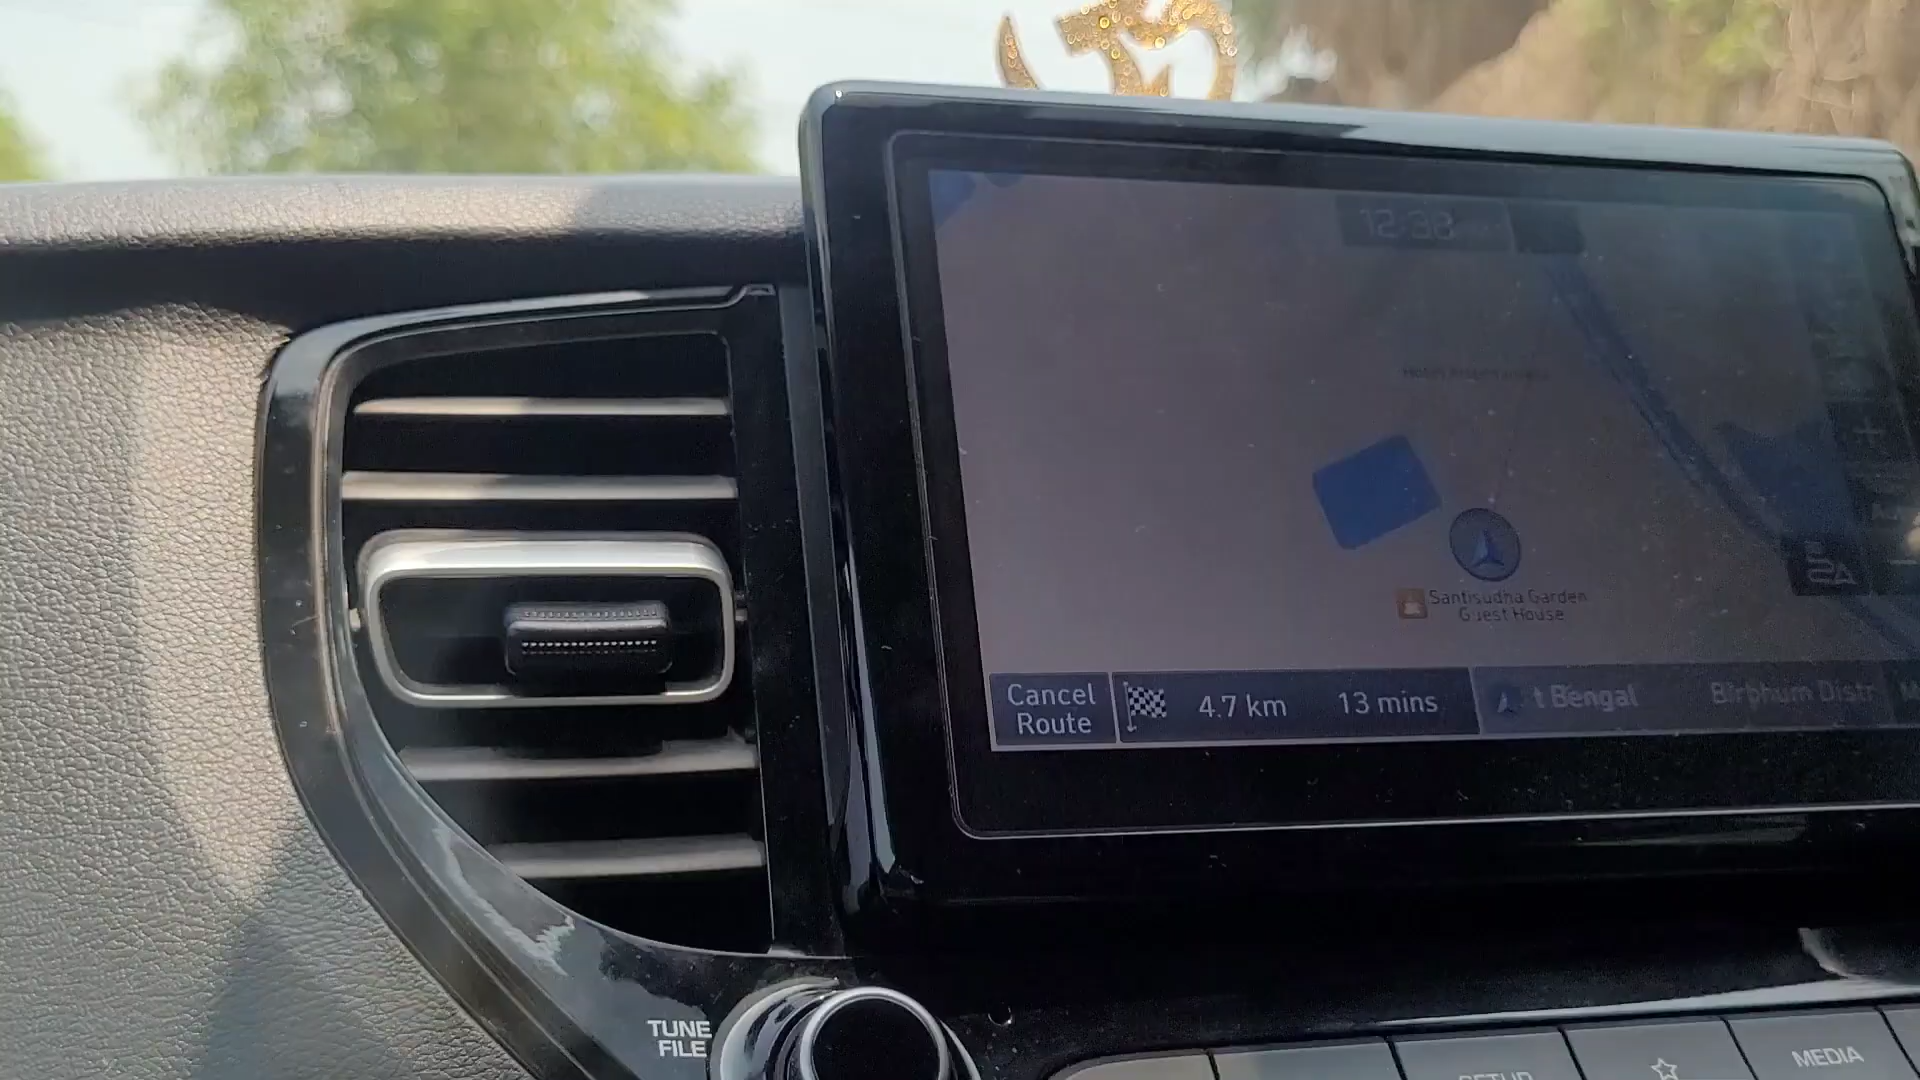 ॐ
12:38
Santisudha Garden
Guest House
Cancel
Route
4.7 km
13 mins
t Bengal
Birbhum Distr
TUNE
FILE
SETUP
MEDIA